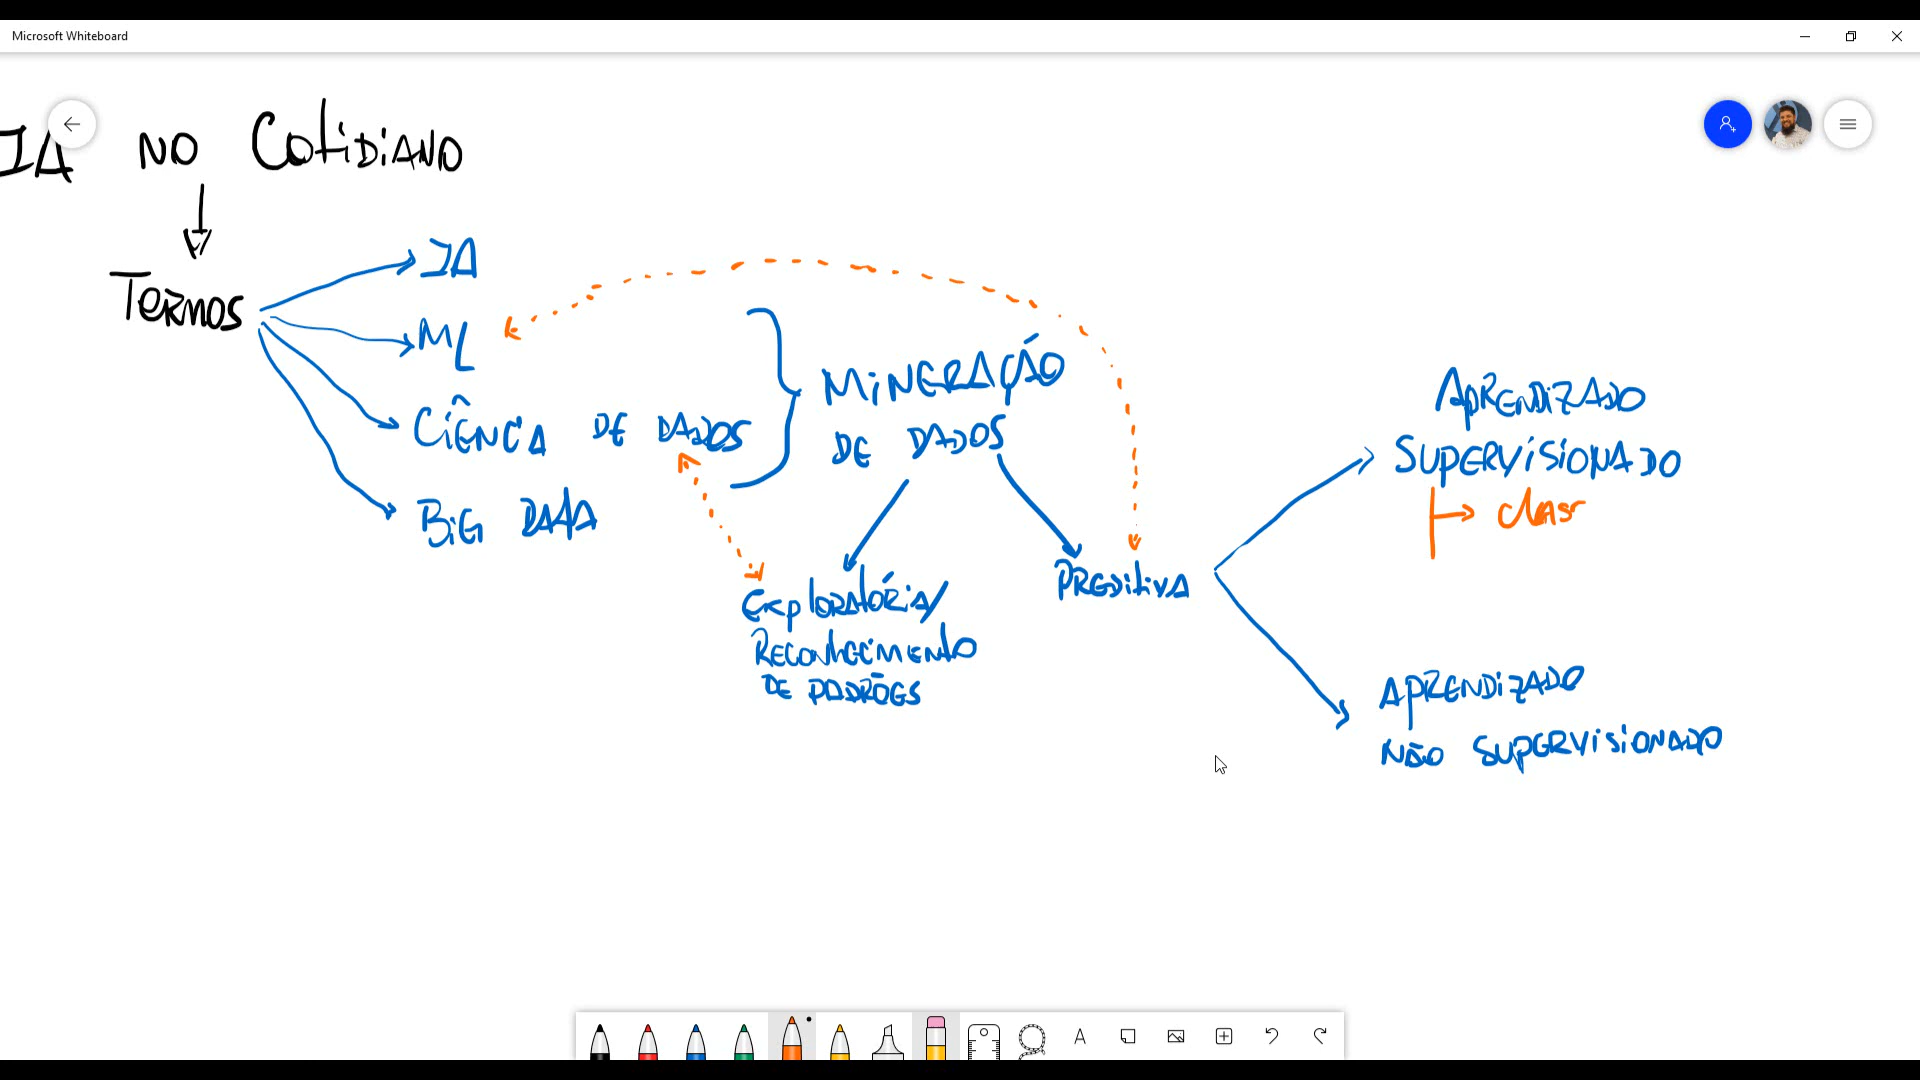 Microsoft Whiteboard
IA NO COTIDIANO
TERMOS
IA
ML
CIÊNCIA DE DADOS
BIG DATA
MINERAÇÃO
DE DADOS
EXPLORATÓRIA/
RECONHECIMENTO
DE PADRÕES
PREDITIVA
APRENDIZADO
SUPERVISIONADO
CLASS
APRENDIZADO
NÃO SUPERVISIONADO